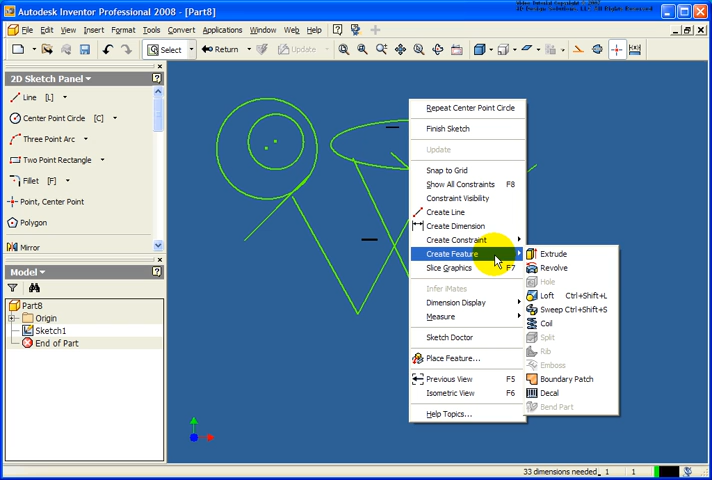 Video Tutorial Copyright © 2007
Autodesk Inventor Professional 2008 - [Part8]
File Edit View Insert Format Tools Convert Applications Window Web Help
Select Return Update
2D Sketch Panel
Line [L]
Center Point Circle [C]
Three Point Arc
Two Point Rectangle
Fillet [F]
Point, Center Point
Polygon
Mirror
Model
Part8
Origin
Sketch1
End of Part
Repeat Center Point Circle
Finish Sketch
Update
Snap to Grid
Show All Constraints F8
Constraint Visibility
Create Line
Create Dimension
Create Constraint
Create Feature
Slice Graphics F7
Infer iMates
Dimension Display
Measure
Sketch Doctor
Place Feature...
Previous View F5
Isometric View F6
Help Topics...
Extrude
Revolve
Hole
Loft Ctrl+Shift+L
Sweep Ctrl+Shift+S
Coil
Split
Rib
Emboss
Boundary Patch
Decal
Bend Part
33 dimensions needed 1 1